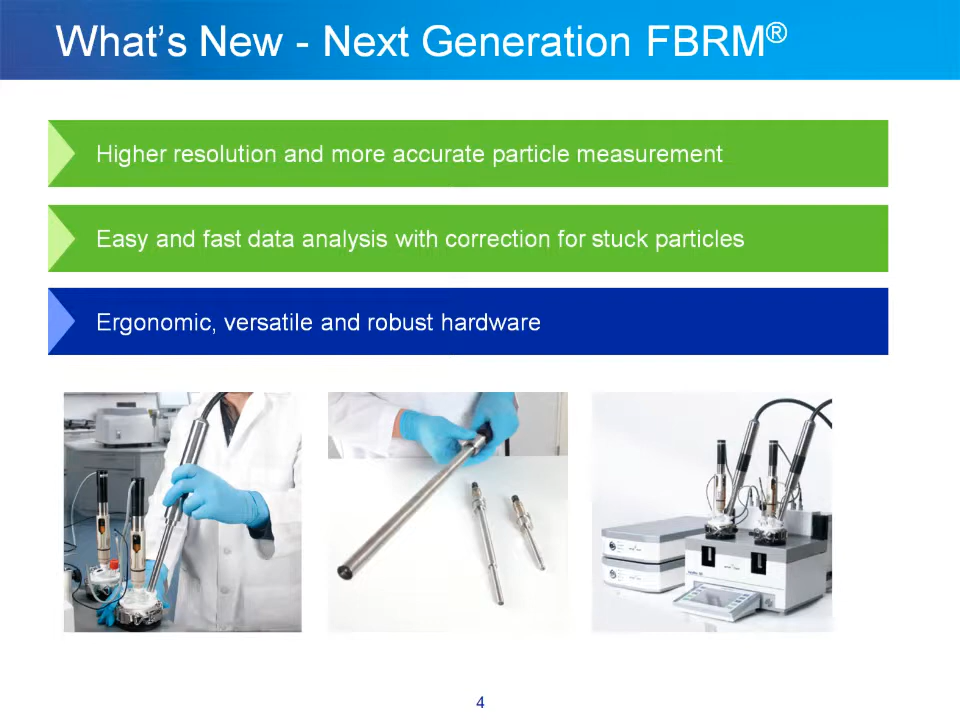 What's New - Next Generation FBRM®
Higher resolution and more accurate particle measurement
Easy and fast data analysis with correction for stuck particles
Ergonomic, versatile and robust hardware
4